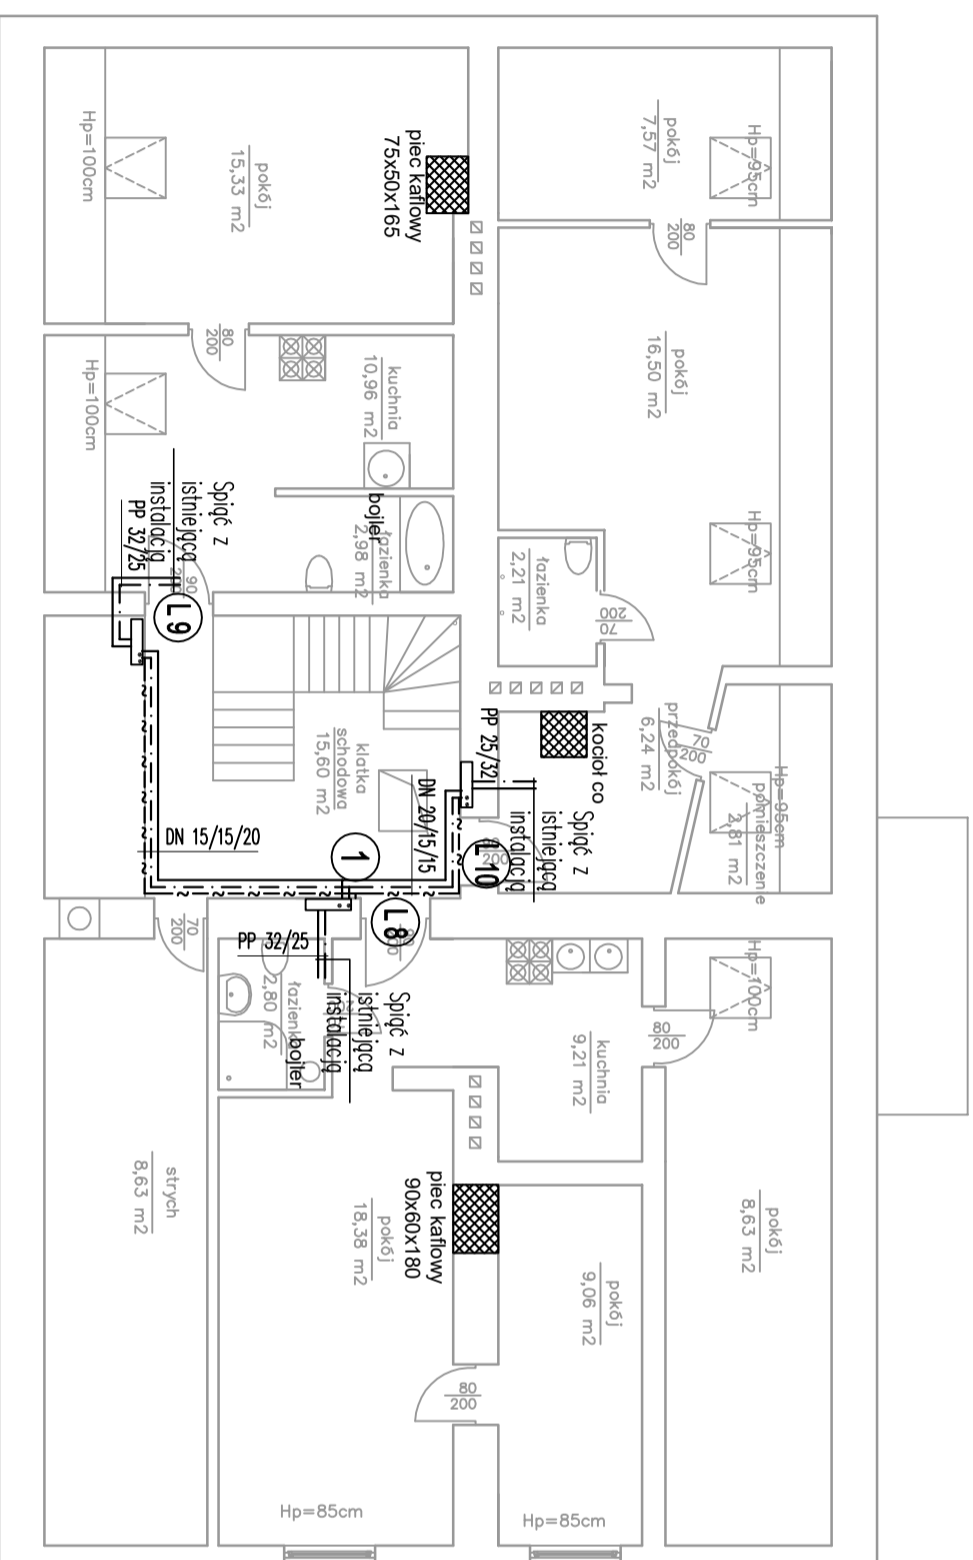 Hp=100cm
pokój
15,33 m2
piec kaflowy
75x50x165
pokój
7,57 m2
Hp=95cm
80
200
80
200
Hp=100cm
kuchnia
10,96 m2
pokój
16,50 m2
Hp=95cm
Spiąć z
istniejącą
instalacją
PP 32/25
bojler
łazienka
2,98 m2
łazienka
2,21 m2
70
200
90
L 9
klatka
schodowa
15,60 m2
PP 25/32
kocioł co
przedpokój
6,24 m2
70
200
Hp=95cm
pomieszczenie
2,81 m2
DN 15/15/20
1
DN 20/15/15
L 10
200
Spiąć z
istniejącą
instalacją
70
200
PP 32/25
L 8
Spiąć z
istniejącą
instalacją
łazienka
2,80 m2
bojler
kuchnia
9,21 m2
80
200
Hp=100cm
strych
8,63 m2
pokój
18,38 m2
piec kaflowy
90x60x180
pokój
9,06 m2
pokój
8,63 m2
80
200
Hp=85cm
Hp=85cm